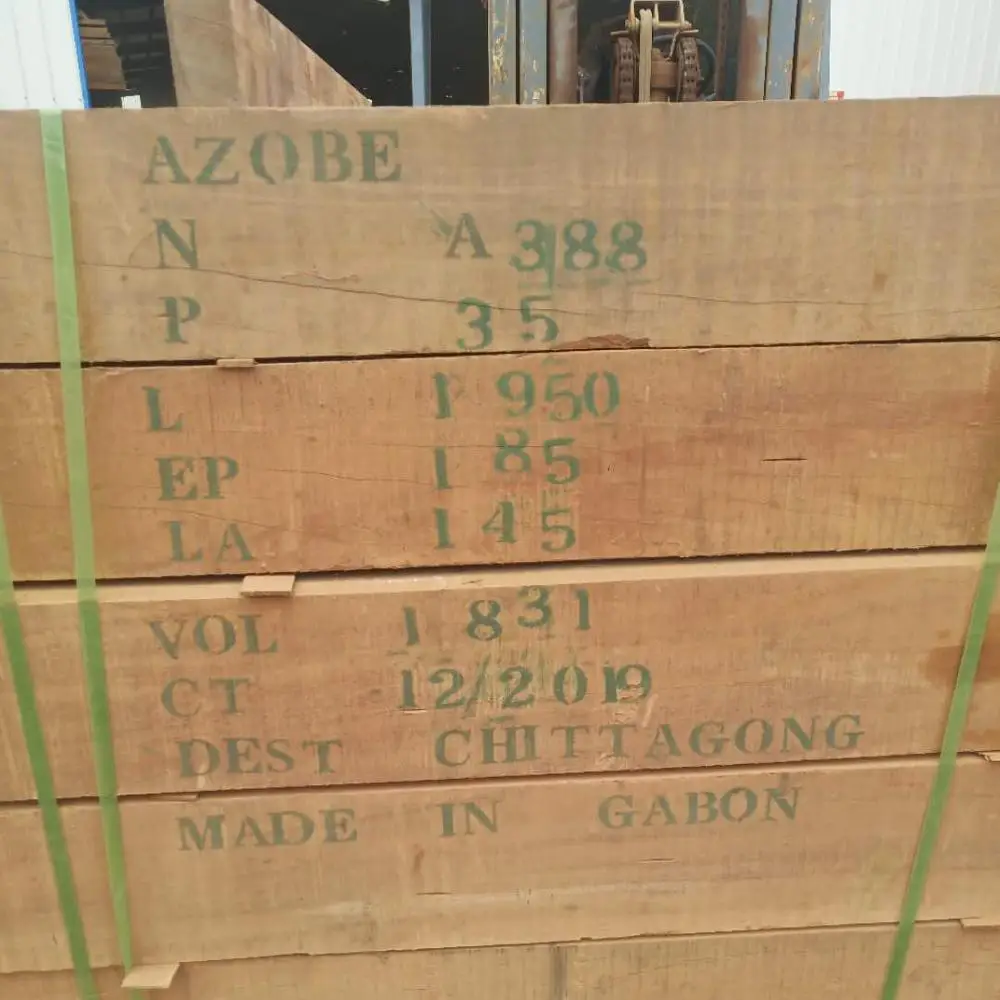 AZOBE
N A 388
P 35
L 1 950
EP 1 85
LA 1 45
VOL 1 831
CT 12/2019
DEST CHITTAGONG
MADE IN GABON